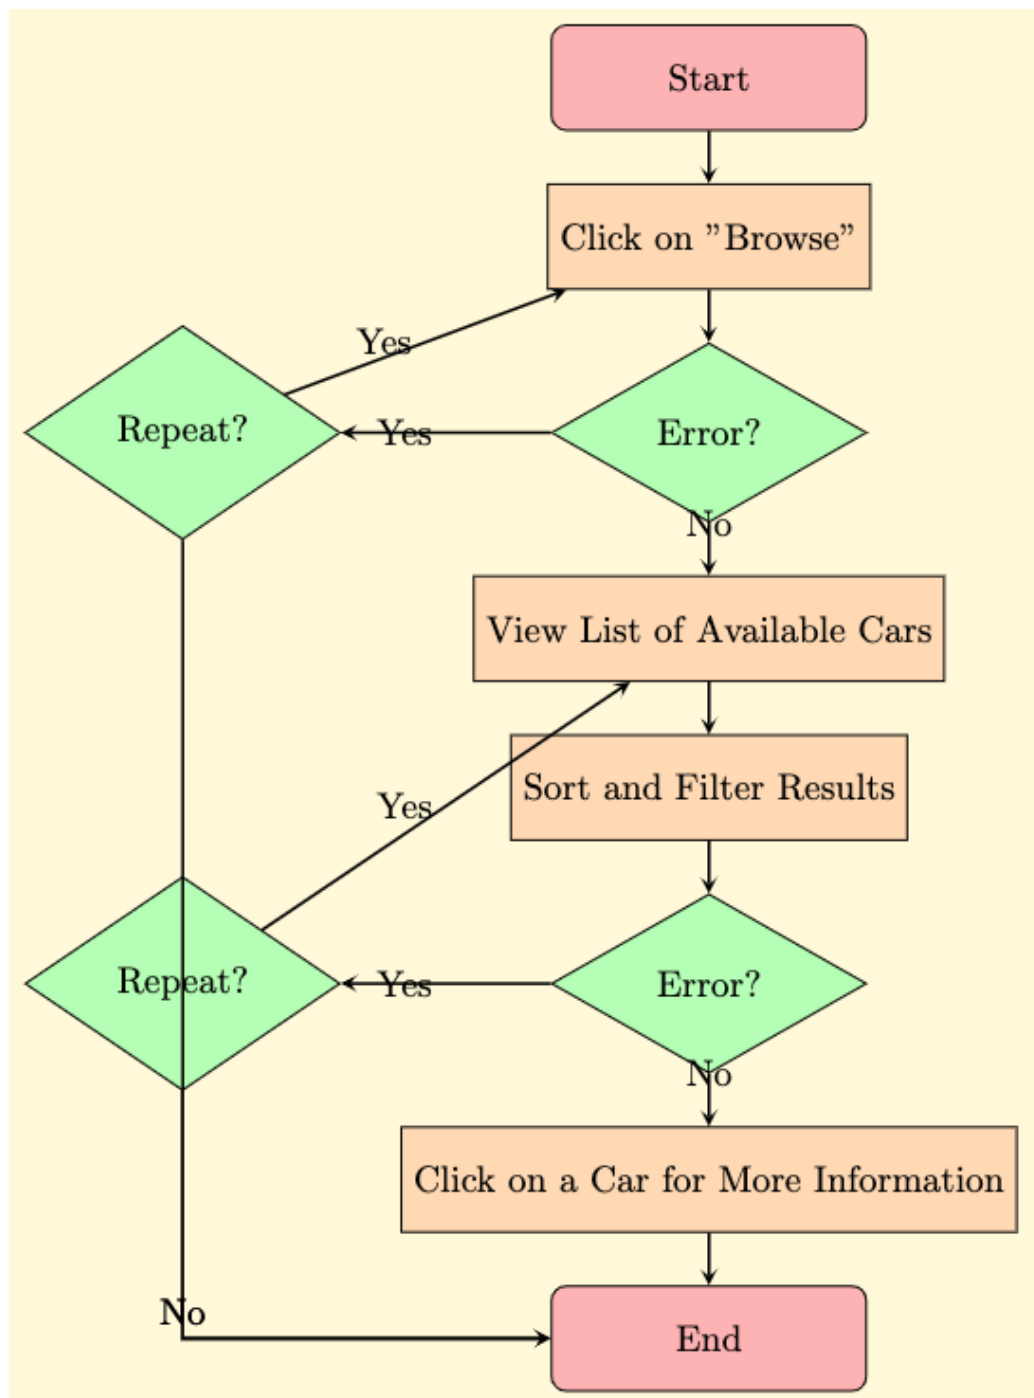 Start
Click on ”Browse”
Yes
Repeat?
Yes
Error?
No
View List of Available Cars
Sort and Filter Results
Yes
Repeat?
Yes
Error?
No
Click on a Car for More Information
No
End